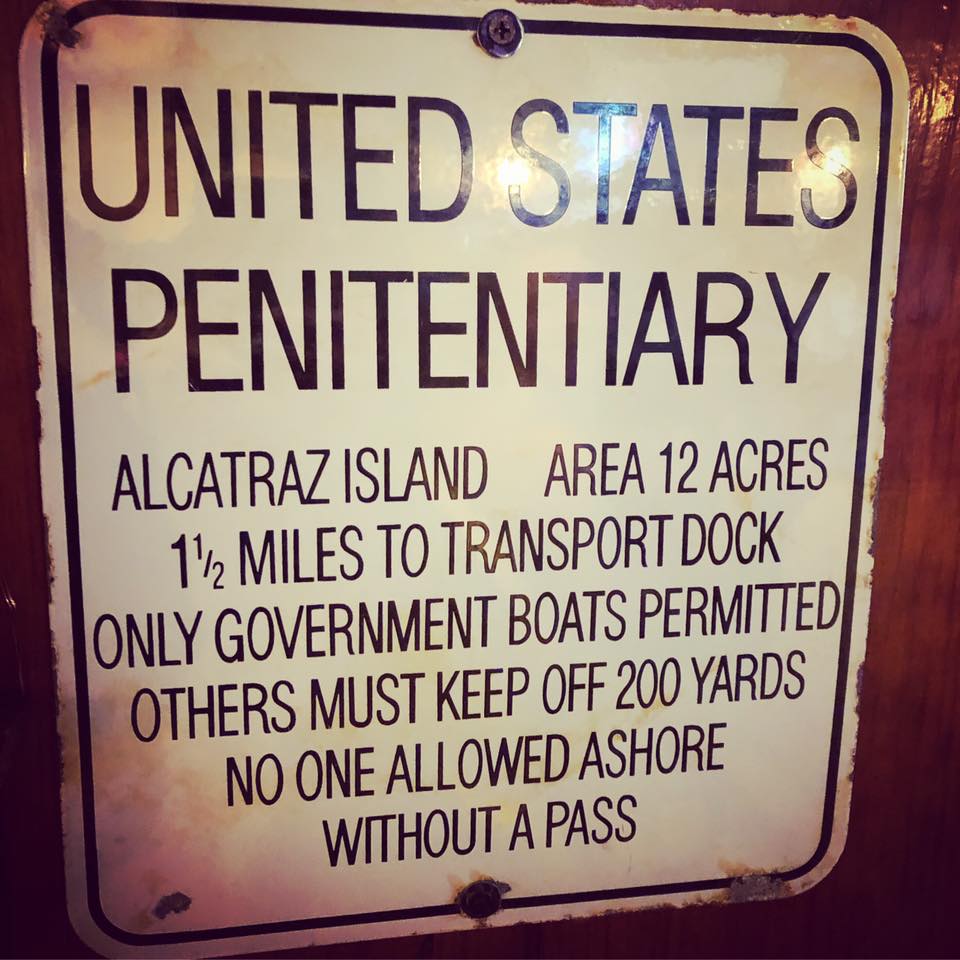 UNITED STATES
PENITENTIARY
ALCATRAZ ISLAND AREA 12 ACRES
1½ MILES TO TRANSPORT DOCK
ONLY GOVERNMENT BOATS PERMITTED
OTHERS MUST KEEP OFF 200 YARDS
NO ONE ALLOWED ASHORE
WITHOUT A PASS